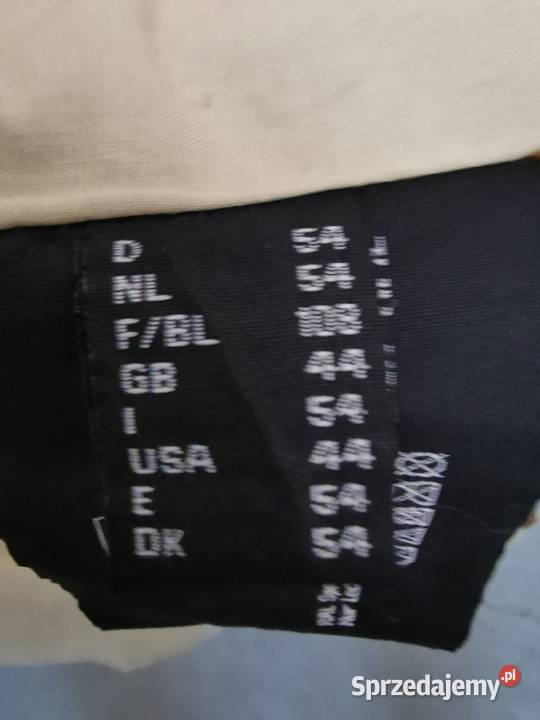 D 54
NL 54
F/BL 108
GB 44
I 54
USA 44
E 54
DK 54
Sprzedajemy.pl